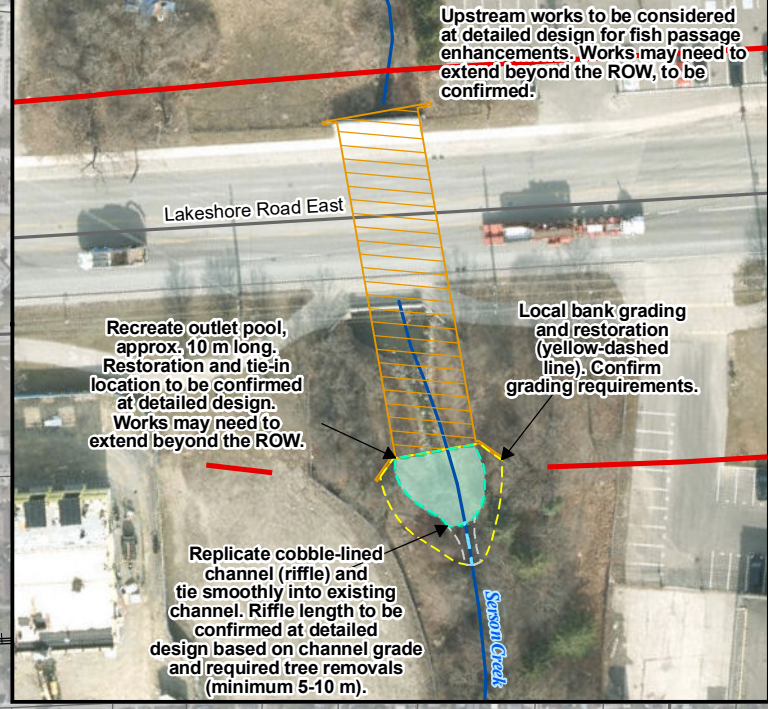 Upstream works to be considered
at detailed design for fish passage
enhancements. Works may need to
extend beyond the ROW, to be
confirmed.
Lakeshore Road East
Recreate outlet pool,
approx. 10 m long.
Restoration and tie-in
location to be confirmed
at detailed design.
Works may need to
extend beyond the ROW.
Local bank grading
and restoration
(yellow-dashed
line). Confirm
grading requirements.
Replicate cobble-lined
channel (riffle) and
tie smoothly into existing
channel. Riffle length to be
confirmed at detailed
design based on channel grade
and required tree removals
(minimum 5-10 m).
Serson Creek